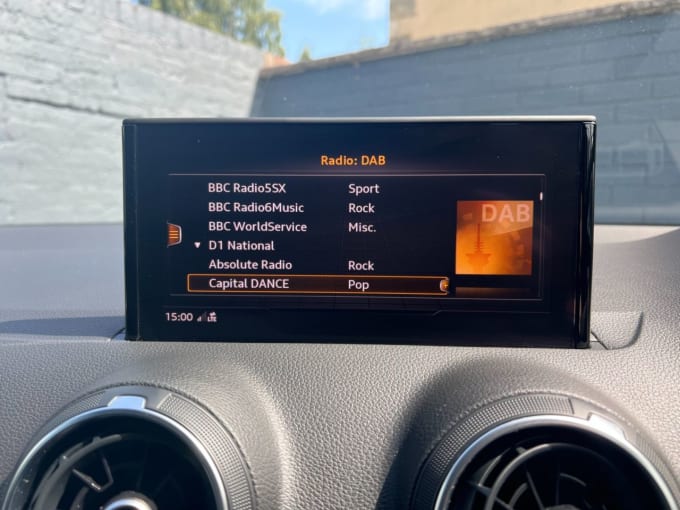 Radio: DAB
BBC Radio5SX Sport
BBC Radio6Music Rock
BBC WorldService Misc.
D1 National
Absolute Radio Rock
Capital DANCE Pop
DAB
15:00 LTE